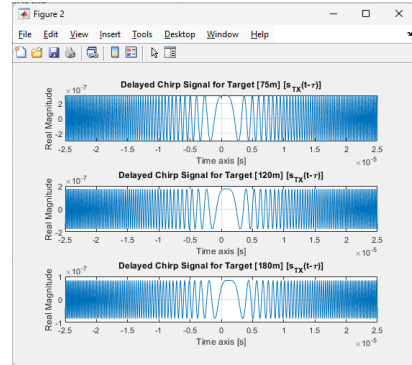 Figure 2
File Edit View Insert Tools Desktop Window Help
Delayed Chirp Signal for Target [75m] [s_TX(t-τ)]
×10^-7
Real Magnitude
2
0
-2
-2.5 -2 -1.5 -1 -0.5 0 0.5 1 1.5 2 2.5
Time axis [s]
×10^-5
Delayed Chirp Signal for Target [120m] [s_TX(t-τ)]
×10^-7
Real Magnitude
2
0
-2
-2.5 -2 -1.5 -1 -0.5 0 0.5 1 1.5 2 2.5
Time axis [s]
×10^-5
Delayed Chirp Signal for Target [180m] [s_TX(t-τ)]
×10^-7
Real Magnitude
1
0
-1
-2.5 -2 -1.5 -1 -0.5 0 0.5 1 1.5 2 2.5
Time axis [s]
×10^-5